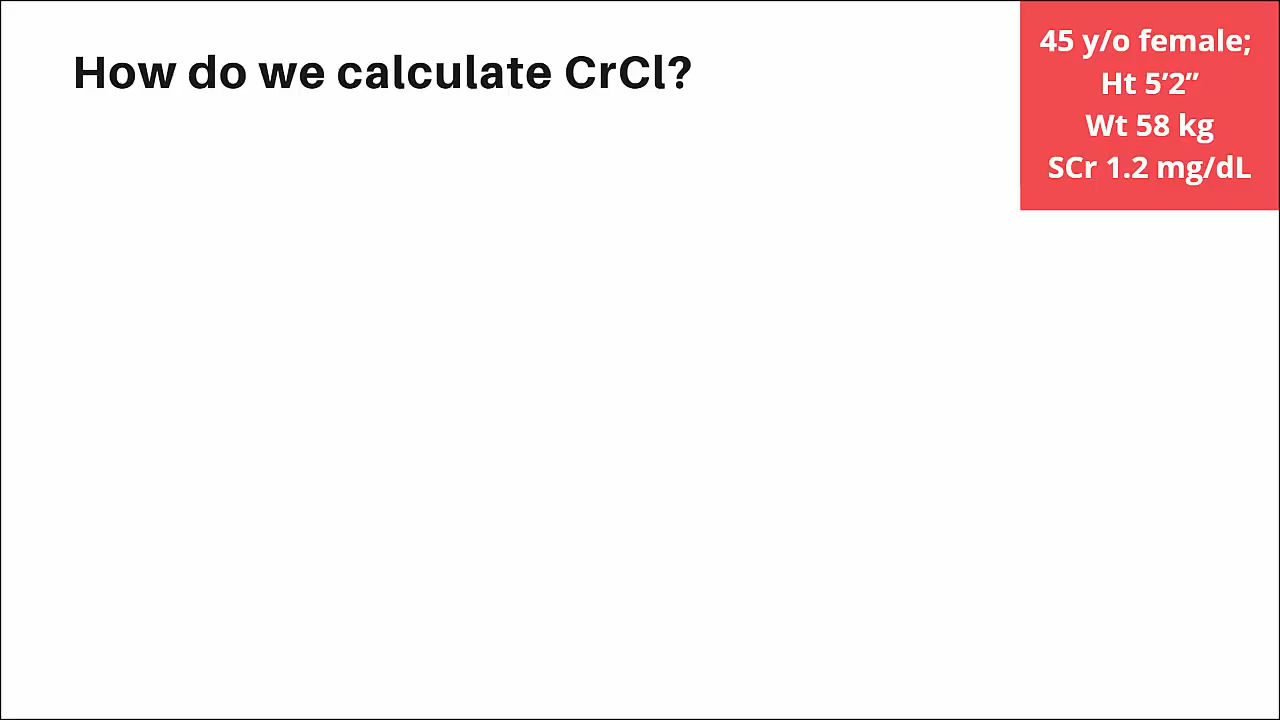 How do we calculate CrCl?
45 y/o female;
Ht 5’2”
Wt 58 kg
SCr 1.2 mg/dL